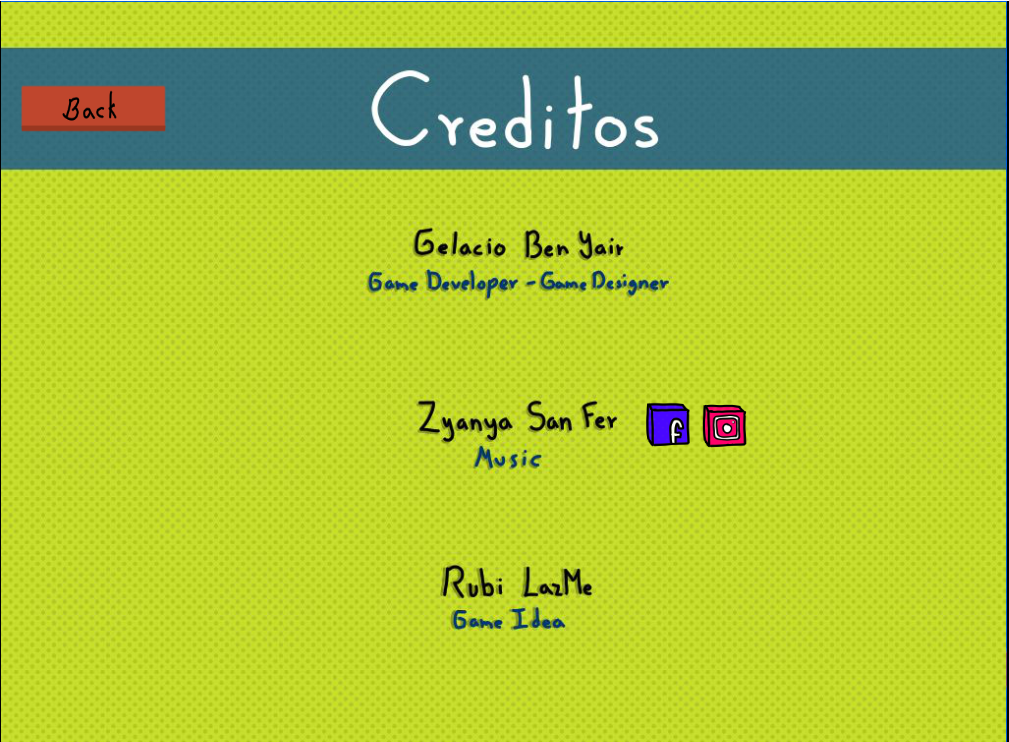 Back
Creditos
Gelacio Ben Yair
Game Developer - Game Designer
Zyanya San Fer
f
Music
Rubi LazMe
Game Idea